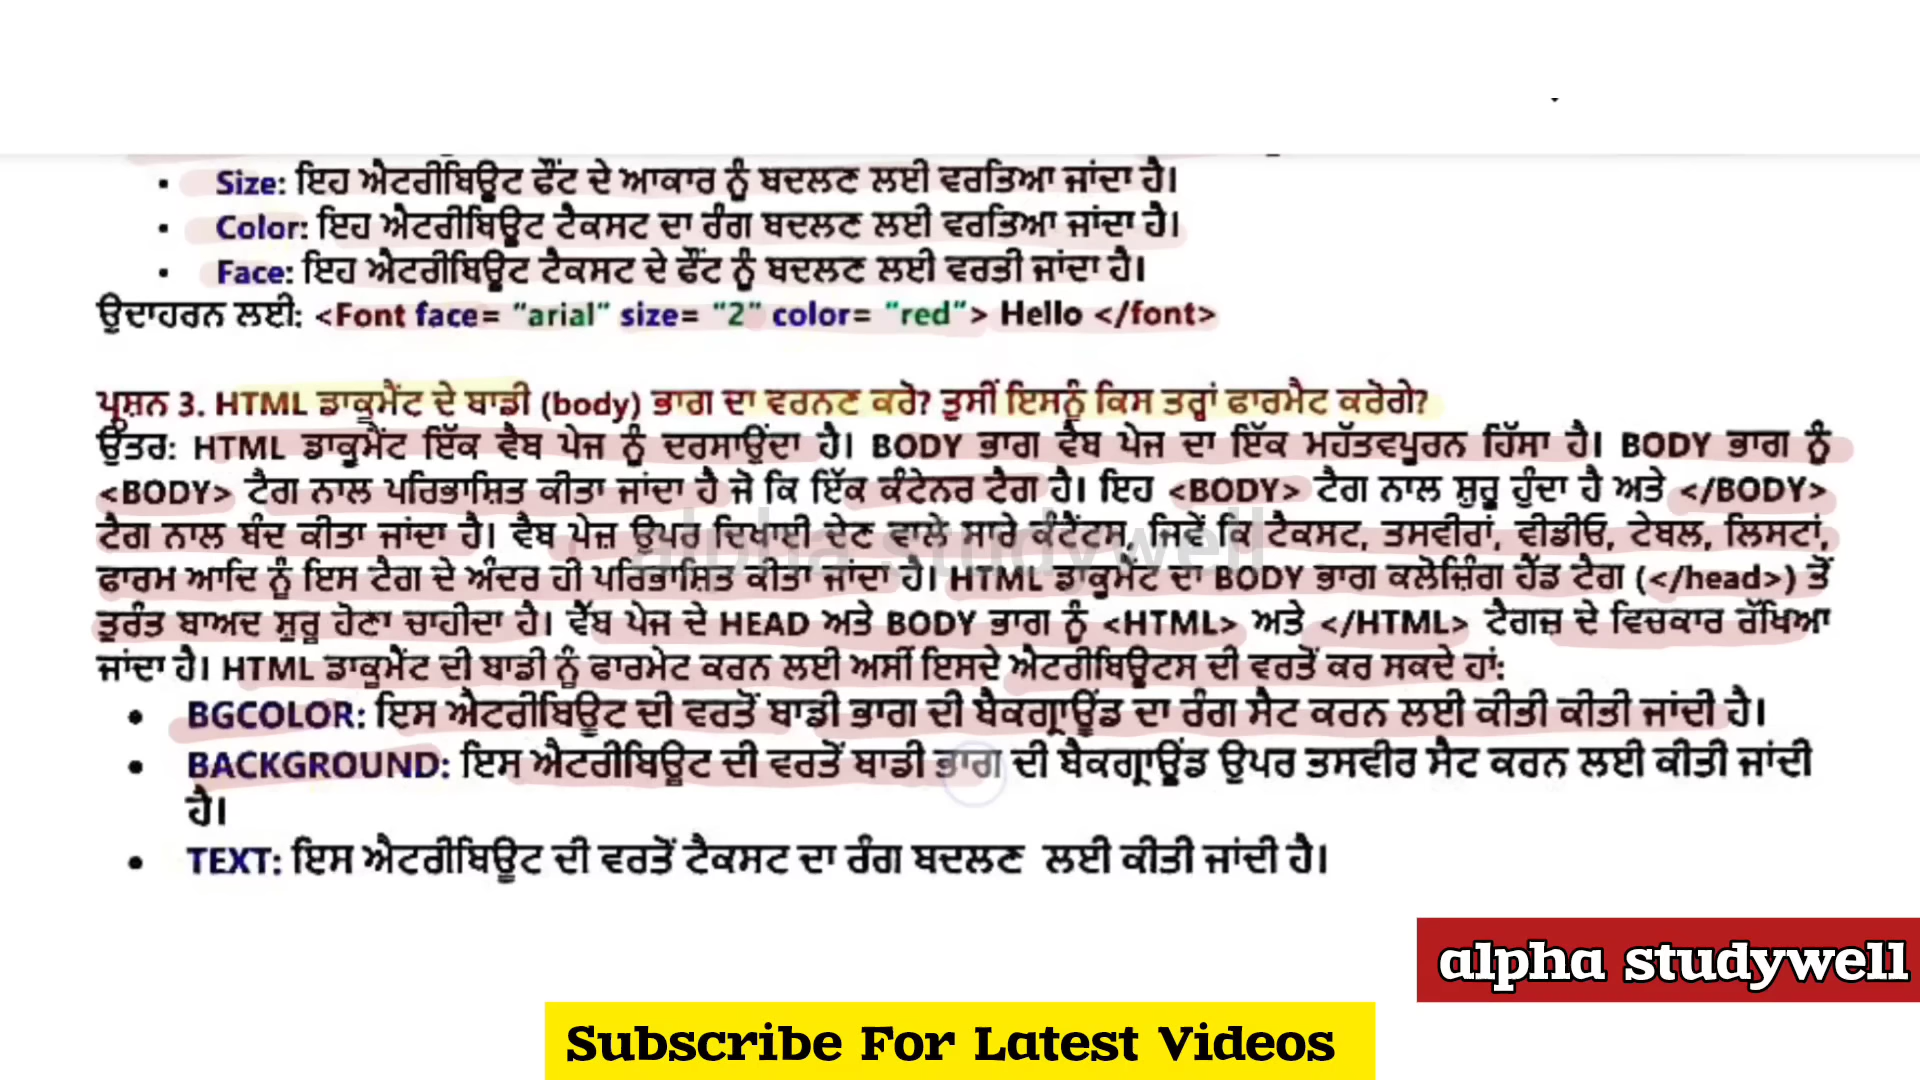 • Size: ਇਹ ਐਟਰੀਬਿਊਟ ਫੌਂਟ ਦੇ ਆਕਾਰ ਨੂੰ ਬਦਲਣ ਲਈ ਵਰਤਿਆ ਜਾਂਦਾ ਹੈ।
• Color: ਇਹ ਐਟਰੀਬਿਊਟ ਟੈਕਸਟ ਦਾ ਰੰਗ ਬਦਲਣ ਲਈ ਵਰਤਿਆ ਜਾਂਦਾ ਹੈ।
• Face: ਇਹ ਐਟਰੀਬਿਊਟ ਟੈਕਸਟ ਦੇ ਫੌਂਟ ਨੂੰ ਬਦਲਣ ਲਈ ਵਰਤੀ ਜਾਂਦਾ ਹੈ।
ਉਦਾਹਰਨ ਲਈ: <Font face= “arial” size= “2” color= “red”> Hello </font>
ਪ੍ਰਸ਼ਨ 3. HTML ਡਾਕੂਮੈਂਟ ਦੇ ਬਾਡੀ (body) ਭਾਗ ਦਾ ਵਰਨਣ ਕਰੋ? ਤੁਸੀਂ ਇਸਨੂੰ ਕਿਸ ਤਰ੍ਹਾਂ ਫਾਰਮੈਟ ਕਰੋਗੇ?
ਉੱਤਰ: HTML ਡਾਕੂਮੈਂਟ ਇੱਕ ਵੈਬ ਪੇਜ ਨੂੰ ਦਰਸਾਉਂਦਾ ਹੈ। BODY ਭਾਗ ਵੈਬ ਪੇਜ ਦਾ ਇੱਕ ਮਹੱਤਵਪੂਰਨ ਹਿੱਸਾ ਹੈ। BODY ਭਾਗ ਨੂੰ
<BODY> ਟੈਗ ਨਾਲ ਪਰਿਭਾਸ਼ਿਤ ਕੀਤਾ ਜਾਂਦਾ ਹੈ ਜੋ ਕਿ ਇੱਕ ਕੰਟੇਨਰ ਟੈਗ ਹੈ। ਇਹ <BODY> ਟੈਗ ਨਾਲ ਸ਼ੁਰੂ ਹੁੰਦਾ ਹੈ ਅਤੇ </BODY>
ਟੈਗ ਨਾਲ ਬੰਦ ਕੀਤਾ ਜਾਂਦਾ ਹੈ। ਵੈਬ ਪੇਜ਼ ਉਪਰ ਦਿਖਾਈ ਦੇਣ ਵਾਲੇ ਸਾਰੇ ਕੰਟੈਂਟਸ, ਜਿਵੇਂ ਕਿ ਟੈਕਸਟ, ਤਸਵੀਰਾਂ, ਵੀਡੀਓ, ਟੇਬਲ, ਲਿਸਟਾਂ,
ਫਾਰਮ ਆਦਿ ਨੂੰ ਇਸ ਟੈਗ ਦੇ ਅੰਦਰ ਹੀ ਪਰਿਭਾਸ਼ਿਤ ਕੀਤਾ ਜਾਂਦਾ ਹੈ। HTML ਡਾਕੂਮੈਂਟ ਦਾ BODY ਭਾਗ ਕਲੋਜ਼ਿੰਗ ਹੈੱਡ ਟੈਗ (</head>) ਤੋਂ
ਤੁਰੰਤ ਬਾਅਦ ਸ਼ੁਰੂ ਹੋਣਾ ਚਾਹੀਦਾ ਹੈ। ਵੈੱਬ ਪੇਜ ਦੇ HEAD ਅਤੇ BODY ਭਾਗ ਨੂੰ <HTML> ਅਤੇ </HTML> ਟੈਗਜ਼ ਦੇ ਵਿਚਕਾਰ ਰੱਖਿਆ
ਜਾਂਦਾ ਹੈ। HTML ਡਾਕੂਮੈਂਟ ਦੀ ਬਾਡੀ ਨੂੰ ਫਾਰਮੇਟ ਕਰਨ ਲਈ ਅਸੀਂ ਇਸਦੇ ਐਟਰੀਬਿਊਟਸ ਦੀ ਵਰਤੋਂ ਕਰ ਸਕਦੇ ਹਾਂ:
• BGCOLOR: ਇਸ ਐਟਰੀਬਿਊਟ ਦੀ ਵਰਤੋਂ ਬਾਡੀ ਭਾਗ ਦੀ ਬੈਕਗ੍ਰਾਊਂਡ ਦਾ ਰੰਗ ਸੈਟ ਕਰਨ ਲਈ ਕੀਤੀ ਕੀਤੀ ਜਾਂਦੀ ਹੈ।
• BACKGROUND: ਇਸ ਐਟਰੀਬਿਊਟ ਦੀ ਵਰਤੋਂ ਬਾਡੀ ਭਾਗ ਦੀ ਬੈਕਗ੍ਰਾਊਂਡ ਉਪਰ ਤਸਵੀਰ ਸੈਟ ਕਰਨ ਲਈ ਕੀਤੀ ਜਾਂਦੀ
ਹੈ।
• TEXT: ਇਸ ਐਟਰੀਬਿਊਟ ਦੀ ਵਰਤੋਂ ਟੈਕਸਟ ਦਾ ਰੰਗ ਬਦਲਣ ਲਈ ਕੀਤੀ ਜਾਂਦੀ ਹੈ।
alpha studywell
alpha studywell
Subscribe For Latest Videos